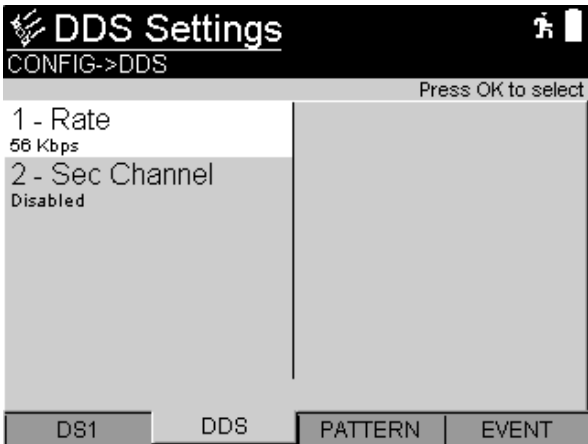 DDS Settings
CONFIG->DDS
Press OK to select
1 - Rate
56 Kbps
2 - Sec Channel
Disabled
DS1 DDS PATTERN EVENT